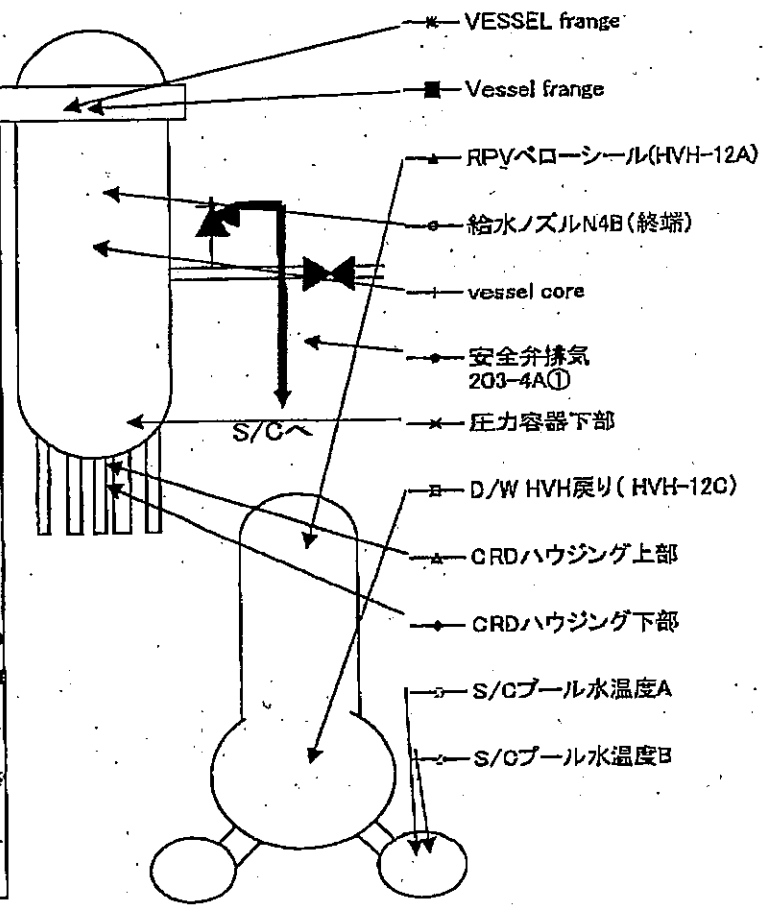 VESSEL frange
Vessel frange
RPVベローシール(HVH-12A)
給水ノズルN4B(終端)
vessel core
安全弁排気
203-4A①
圧力容器下部
S/Cへ
D/W HVH戻り( HVH-12C)
CRDハウジング上部
CRDハウジング下部
S/Cプール水温度A
S/Cプール水温度B